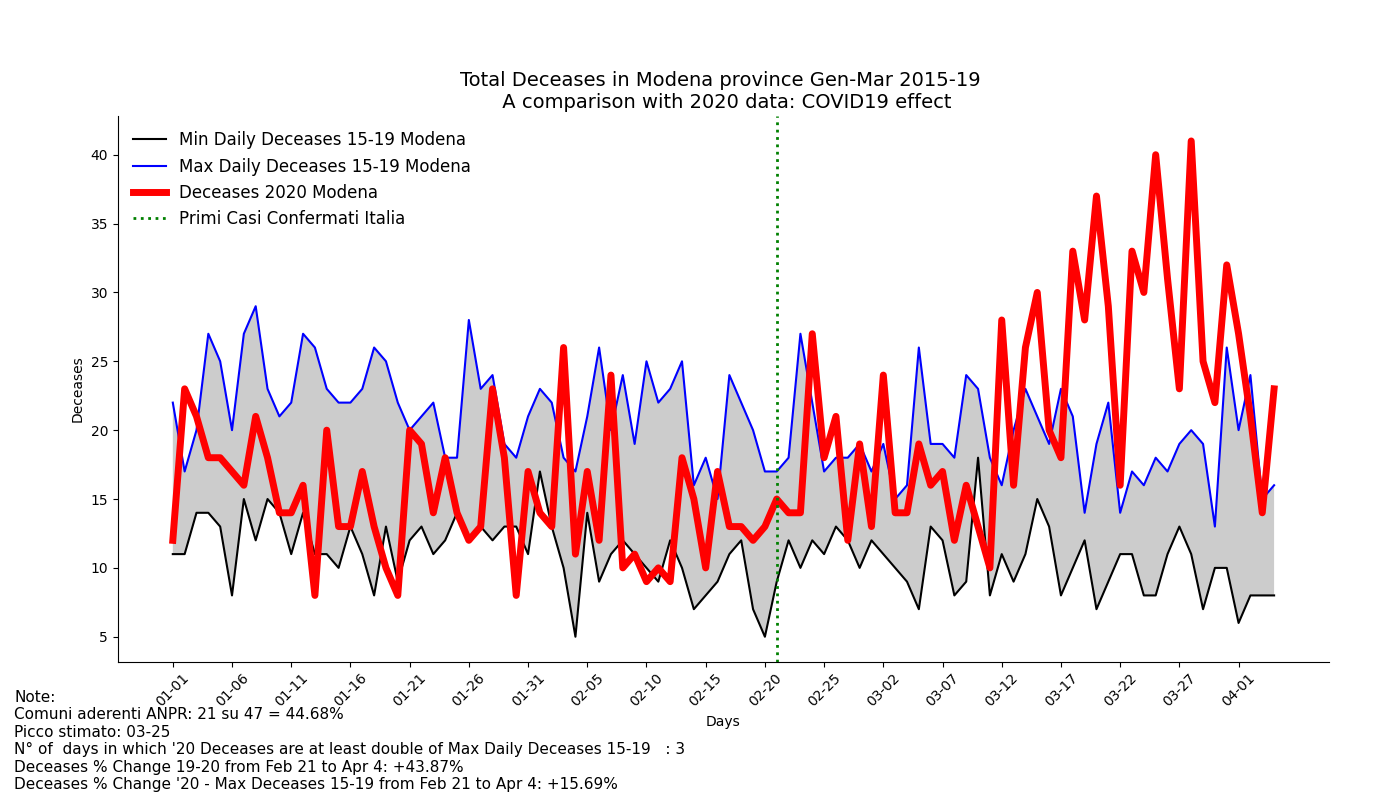 Total Deceases in Modena province Gen-Mar 2015-19
A comparison with 2020 data: COVID19 effect
Min Daily Deceases 15-19 Modena
Max Daily Deceases 15-19 Modena
Deceases 2020 Modena
Primi Casi Confermati Italia
40
35
30
25
20
15
10
5
Deceases
01-01
01-06
01-11
01-16
01-21
01-26
01-31
02-05
02-10
02-15
02-20
02-25
03-02
03-07
03-12
03-17
03-22
03-27
04-01
Days
Note:
Comuni aderenti ANPR: 21 su 47 = 44.68%
Picco stimato: 03-25
N° of  days in which '20 Deceases are at least double of Max Daily Deceases 15-19   : 3
Deceases % Change 19-20 from Feb 21 to Apr 4: +43.87%
Deceases % Change '20 - Max Deceases 15-19 from Feb 21 to Apr 4: +15.69%